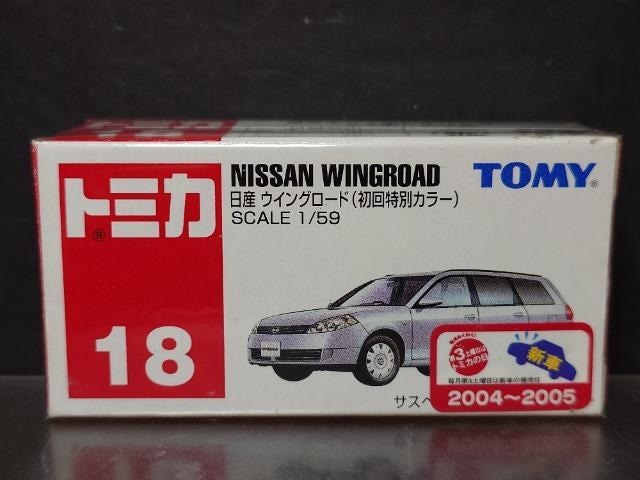 トミカ
®
18
NISSAN WINGROAD
日産 ウイングロード(初回特別カラー)
SCALE 1/59
TOMY®
第3土曜日は
トミカの日
新車
毎月第3土曜日は新車の発売日
2004〜2005
サスペ